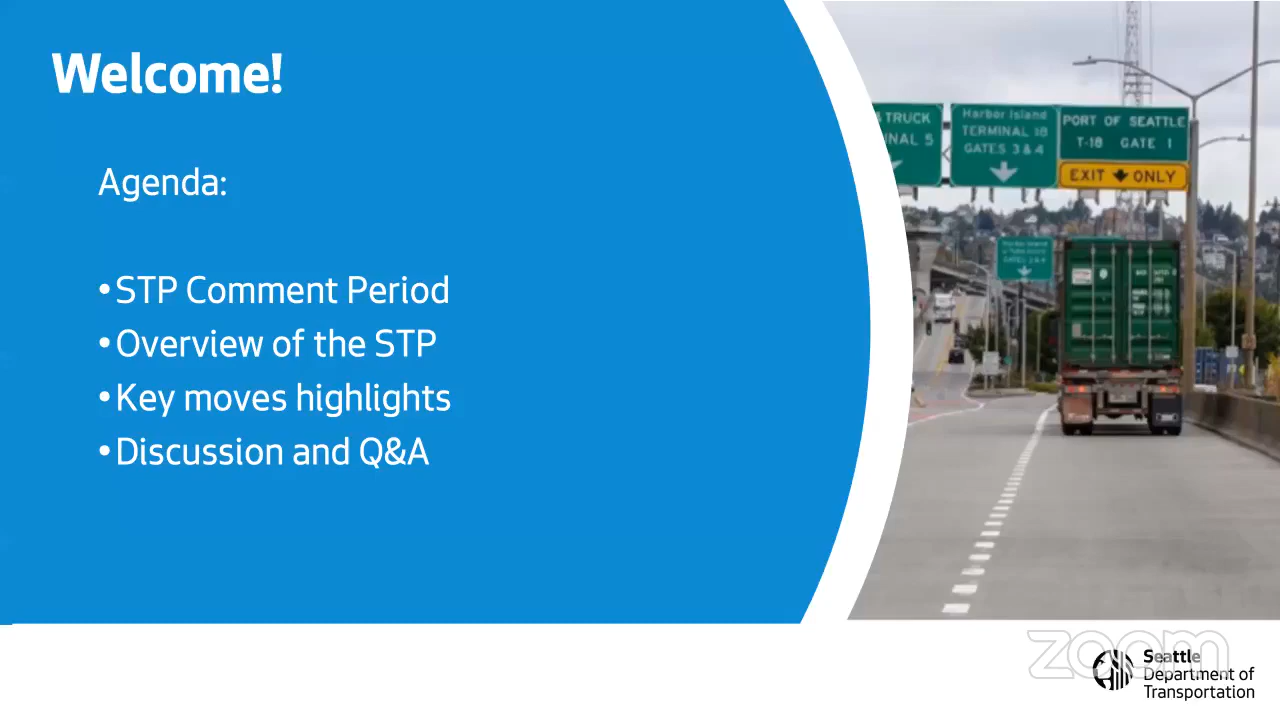 Welcome!
Agenda:
•STP Comment Period
•Overview of the STP
•Key moves highlights
•Discussion and Q&A
TRUCK
NAL 5
Harbor Island
TERMINAL 18
GATES 3 & 4
PORT OF SEATTLE
T-18 GATE 1
EXIT ONLY
zoom
Seattle
Department of
Transportation